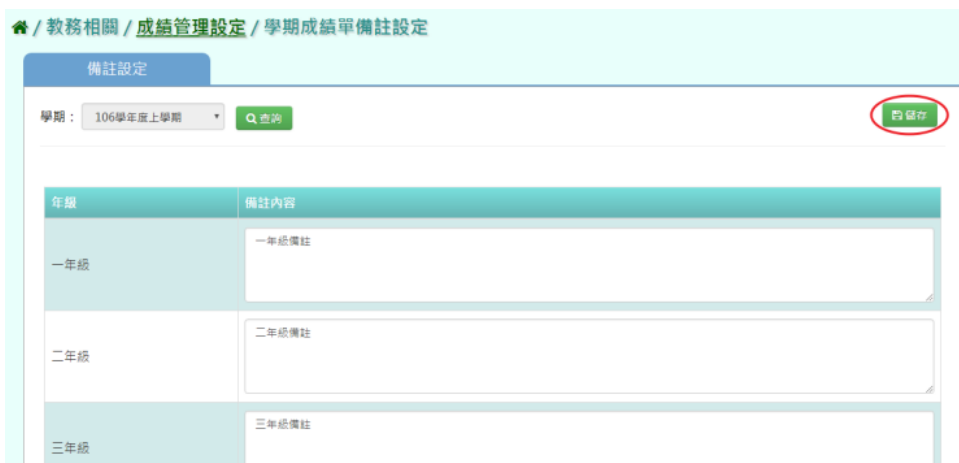 / 教務相關 / 成績管理設定 / 學期成績單備註設定
備註設定
學期： 106學年度上學期 查詢 儲存
年級 備註內容
一年級 一年級備註
二年級 二年級備註
三年級 三年級備註